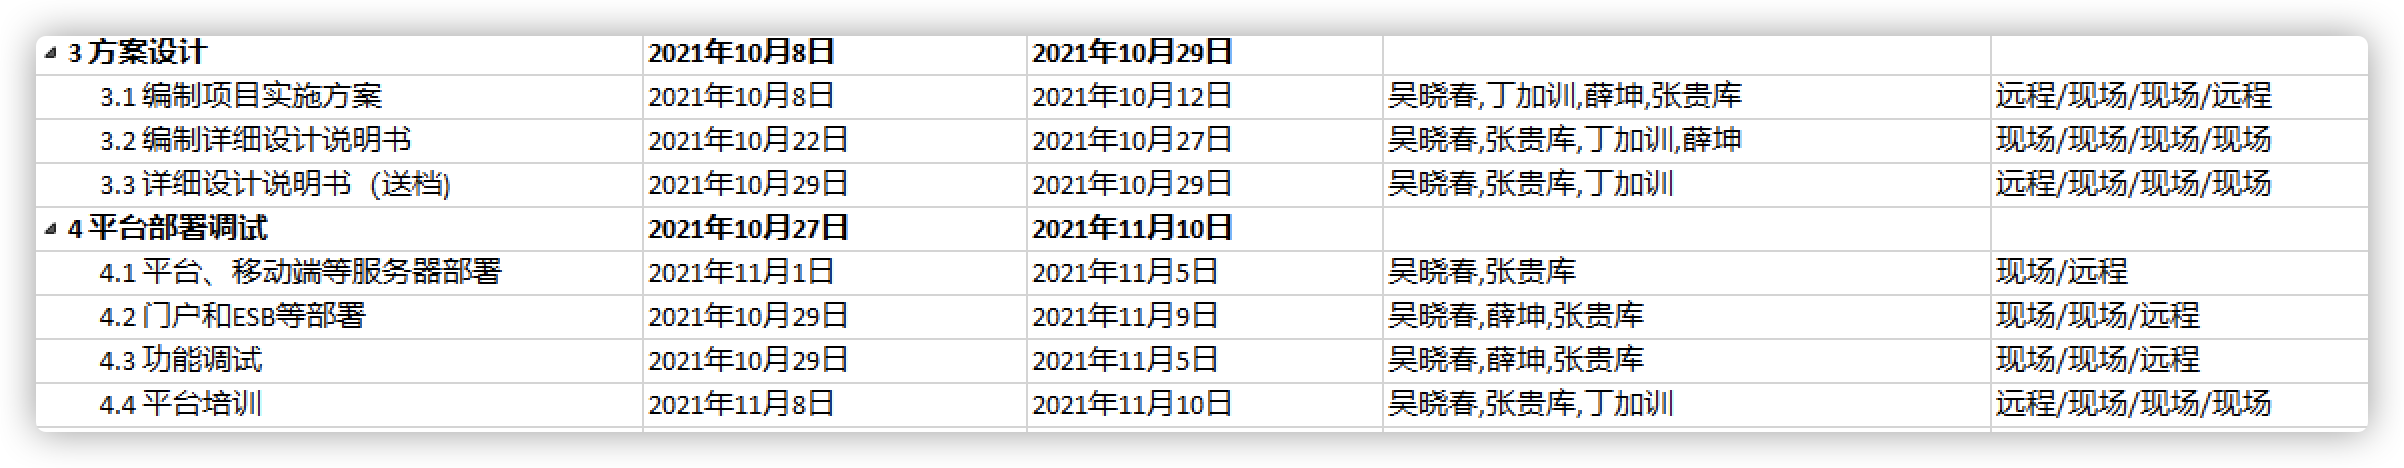 3 方案设计 2021年10月8日 2021年10月29日
3.1 编制项目实施方案 2021年10月8日 2021年10月12日 吴晓春,丁加训,薛坤,张贵库 远程/现场/现场/远程
3.2 编制详细设计说明书 2021年10月22日 2021年10月27日 吴晓春,张贵库,丁加训,薛坤 现场/现场/现场/现场
3.3 详细设计说明书（送档) 2021年10月29日 2021年10月29日 吴晓春,张贵库,丁加训 远程/现场/现场/现场
4 平台部署调试 2021年10月27日 2021年11月10日
4.1 平台、移动端等服务器部署 2021年11月1日 2021年11月5日 吴晓春,张贵库 现场/远程
4.2 门户和ESB等部署 2021年10月29日 2021年11月9日 吴晓春,薛坤,张贵库 现场/现场/远程
4.3 功能调试 2021年10月29日 2021年11月5日 吴晓春,薛坤,张贵库 现场/现场/远程
4.4 平台培训 2021年11月8日 2021年11月10日 吴晓春,张贵库,丁加训 远程/现场/现场/现场